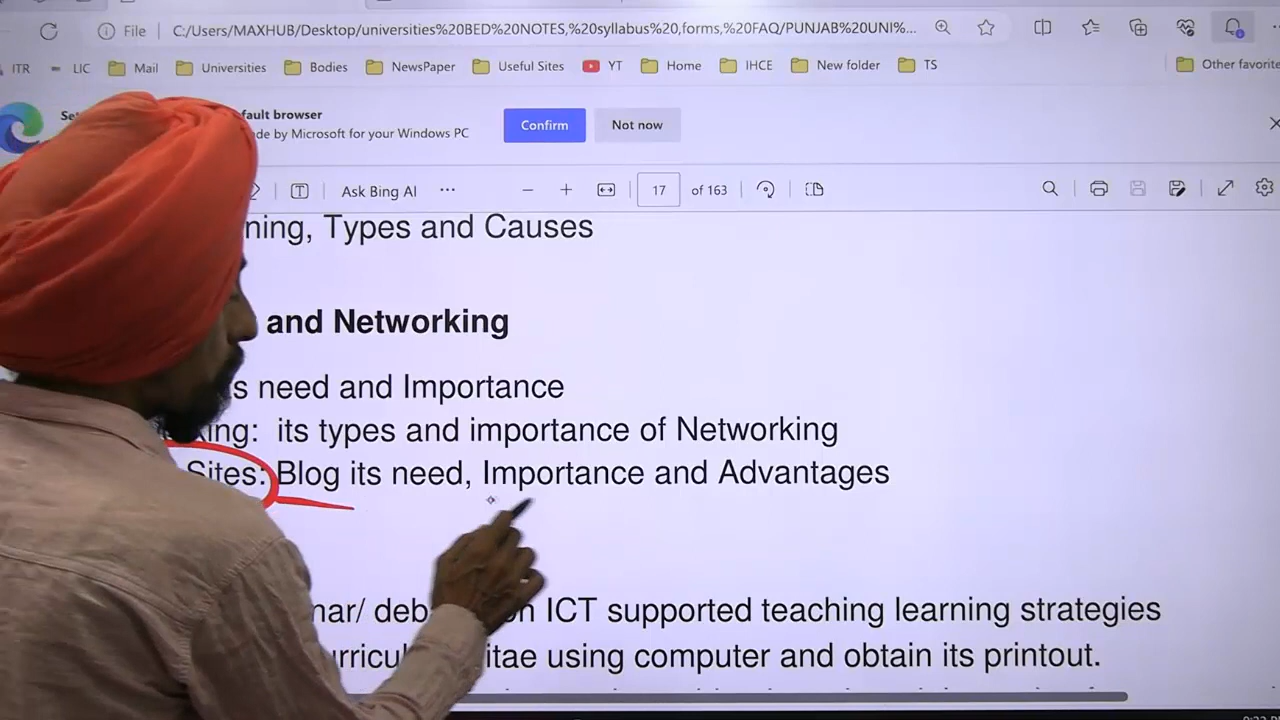 File C:/Users/MAXHUB/Desktop/universities%20BED%20NOTES,%20syllabus%20,forms,%20FAQ/PUNJAB%20UNI%...
ITR LIC Mail Universities Bodies NewsPaper Useful Sites YT Home IHCE New folder TS Other favorite
fault browser
de by Microsoft for your Windows PC
Confirm Not now
Ask Bing AI ... 17 of 163
ning, Types and Causes
and Networking
s need and Importance
king: its types and importance of Networking
Sites: Blog its need, Importance and Advantages
nar/ deb n ICT supported teaching learning strategies
urricul itae using computer and obtain its printout.